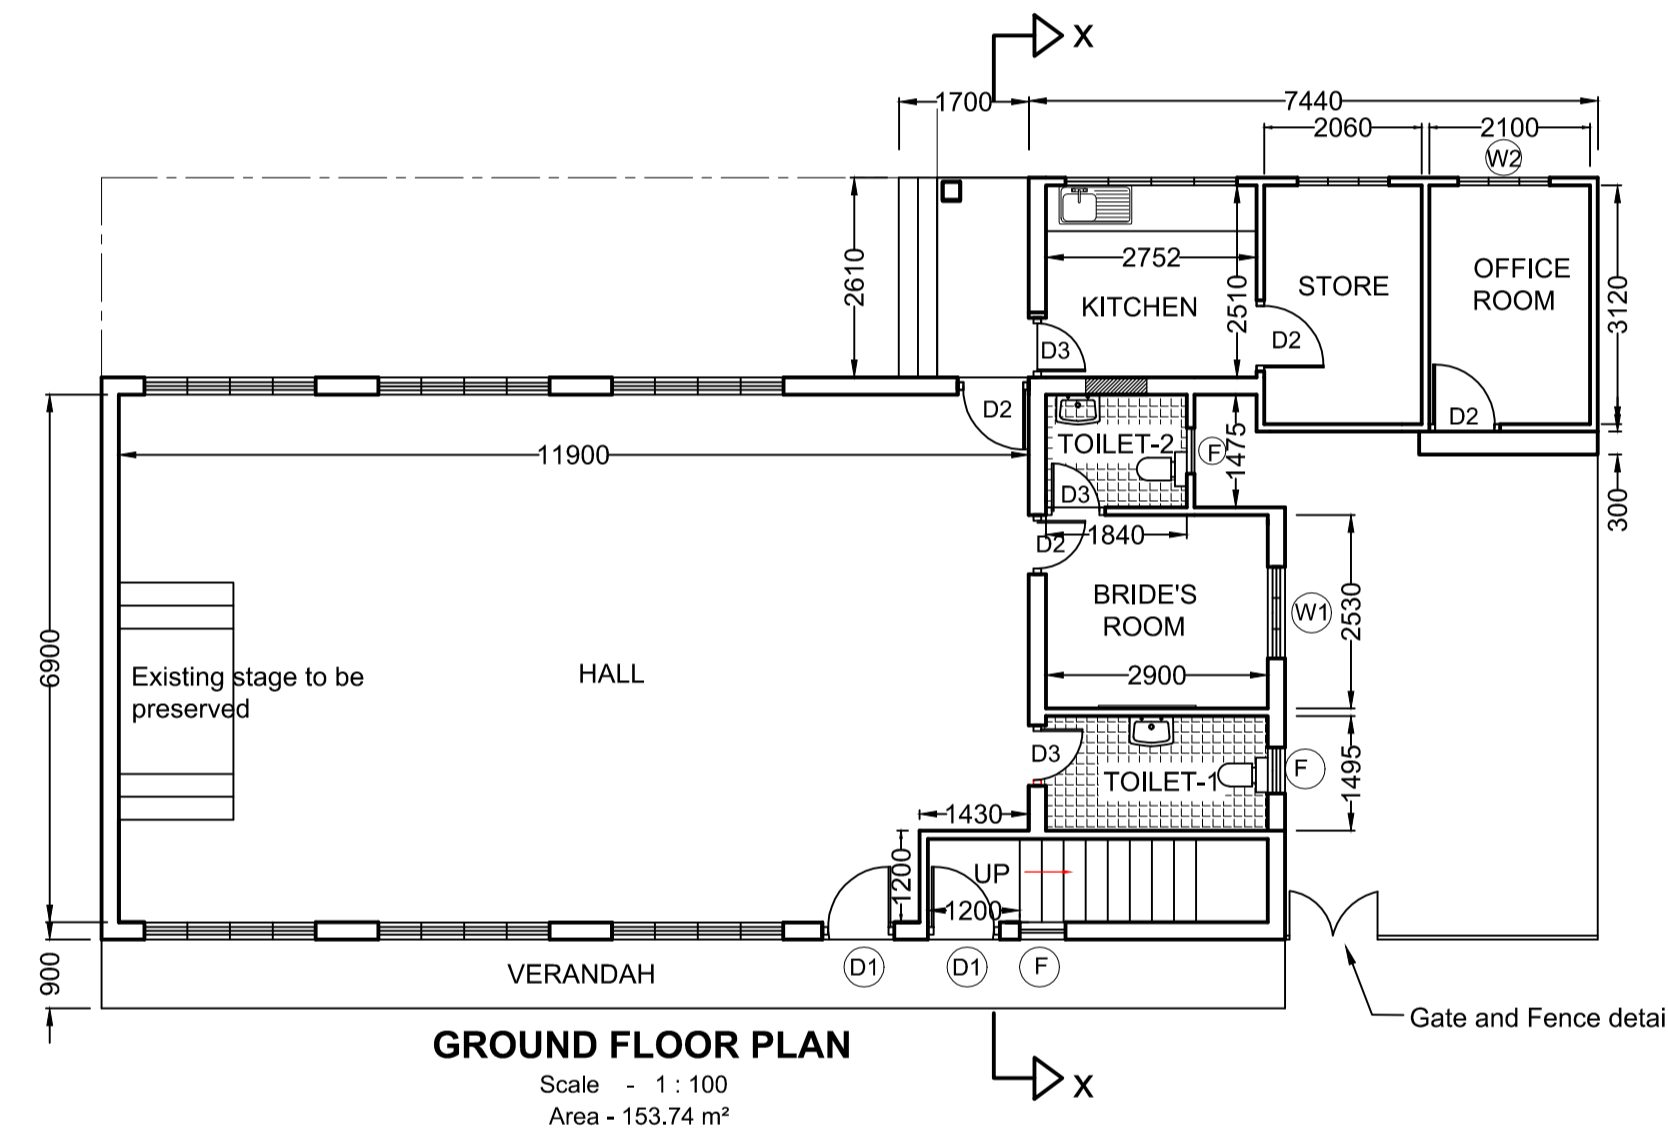 X
1700
7440
2060
2100
W2
2610
2752
KITCHEN
2510
STORE
OFFICE
ROOM
3120
D3
D2
D2
D2
11900
TOILET-2
F
1475
D3
300
1840
D2
BRIDE'S
ROOM
W1
2530
6900
Existing stage to be
preserved
HALL
2900
D3
TOILET-1
F
1495
1430
1200
UP
1200
900
VERANDAH
D1
D1
F
Gate and Fence detai
GROUND FLOOR PLAN
Scale - 1 : 100
Area - 153.74 m²
X